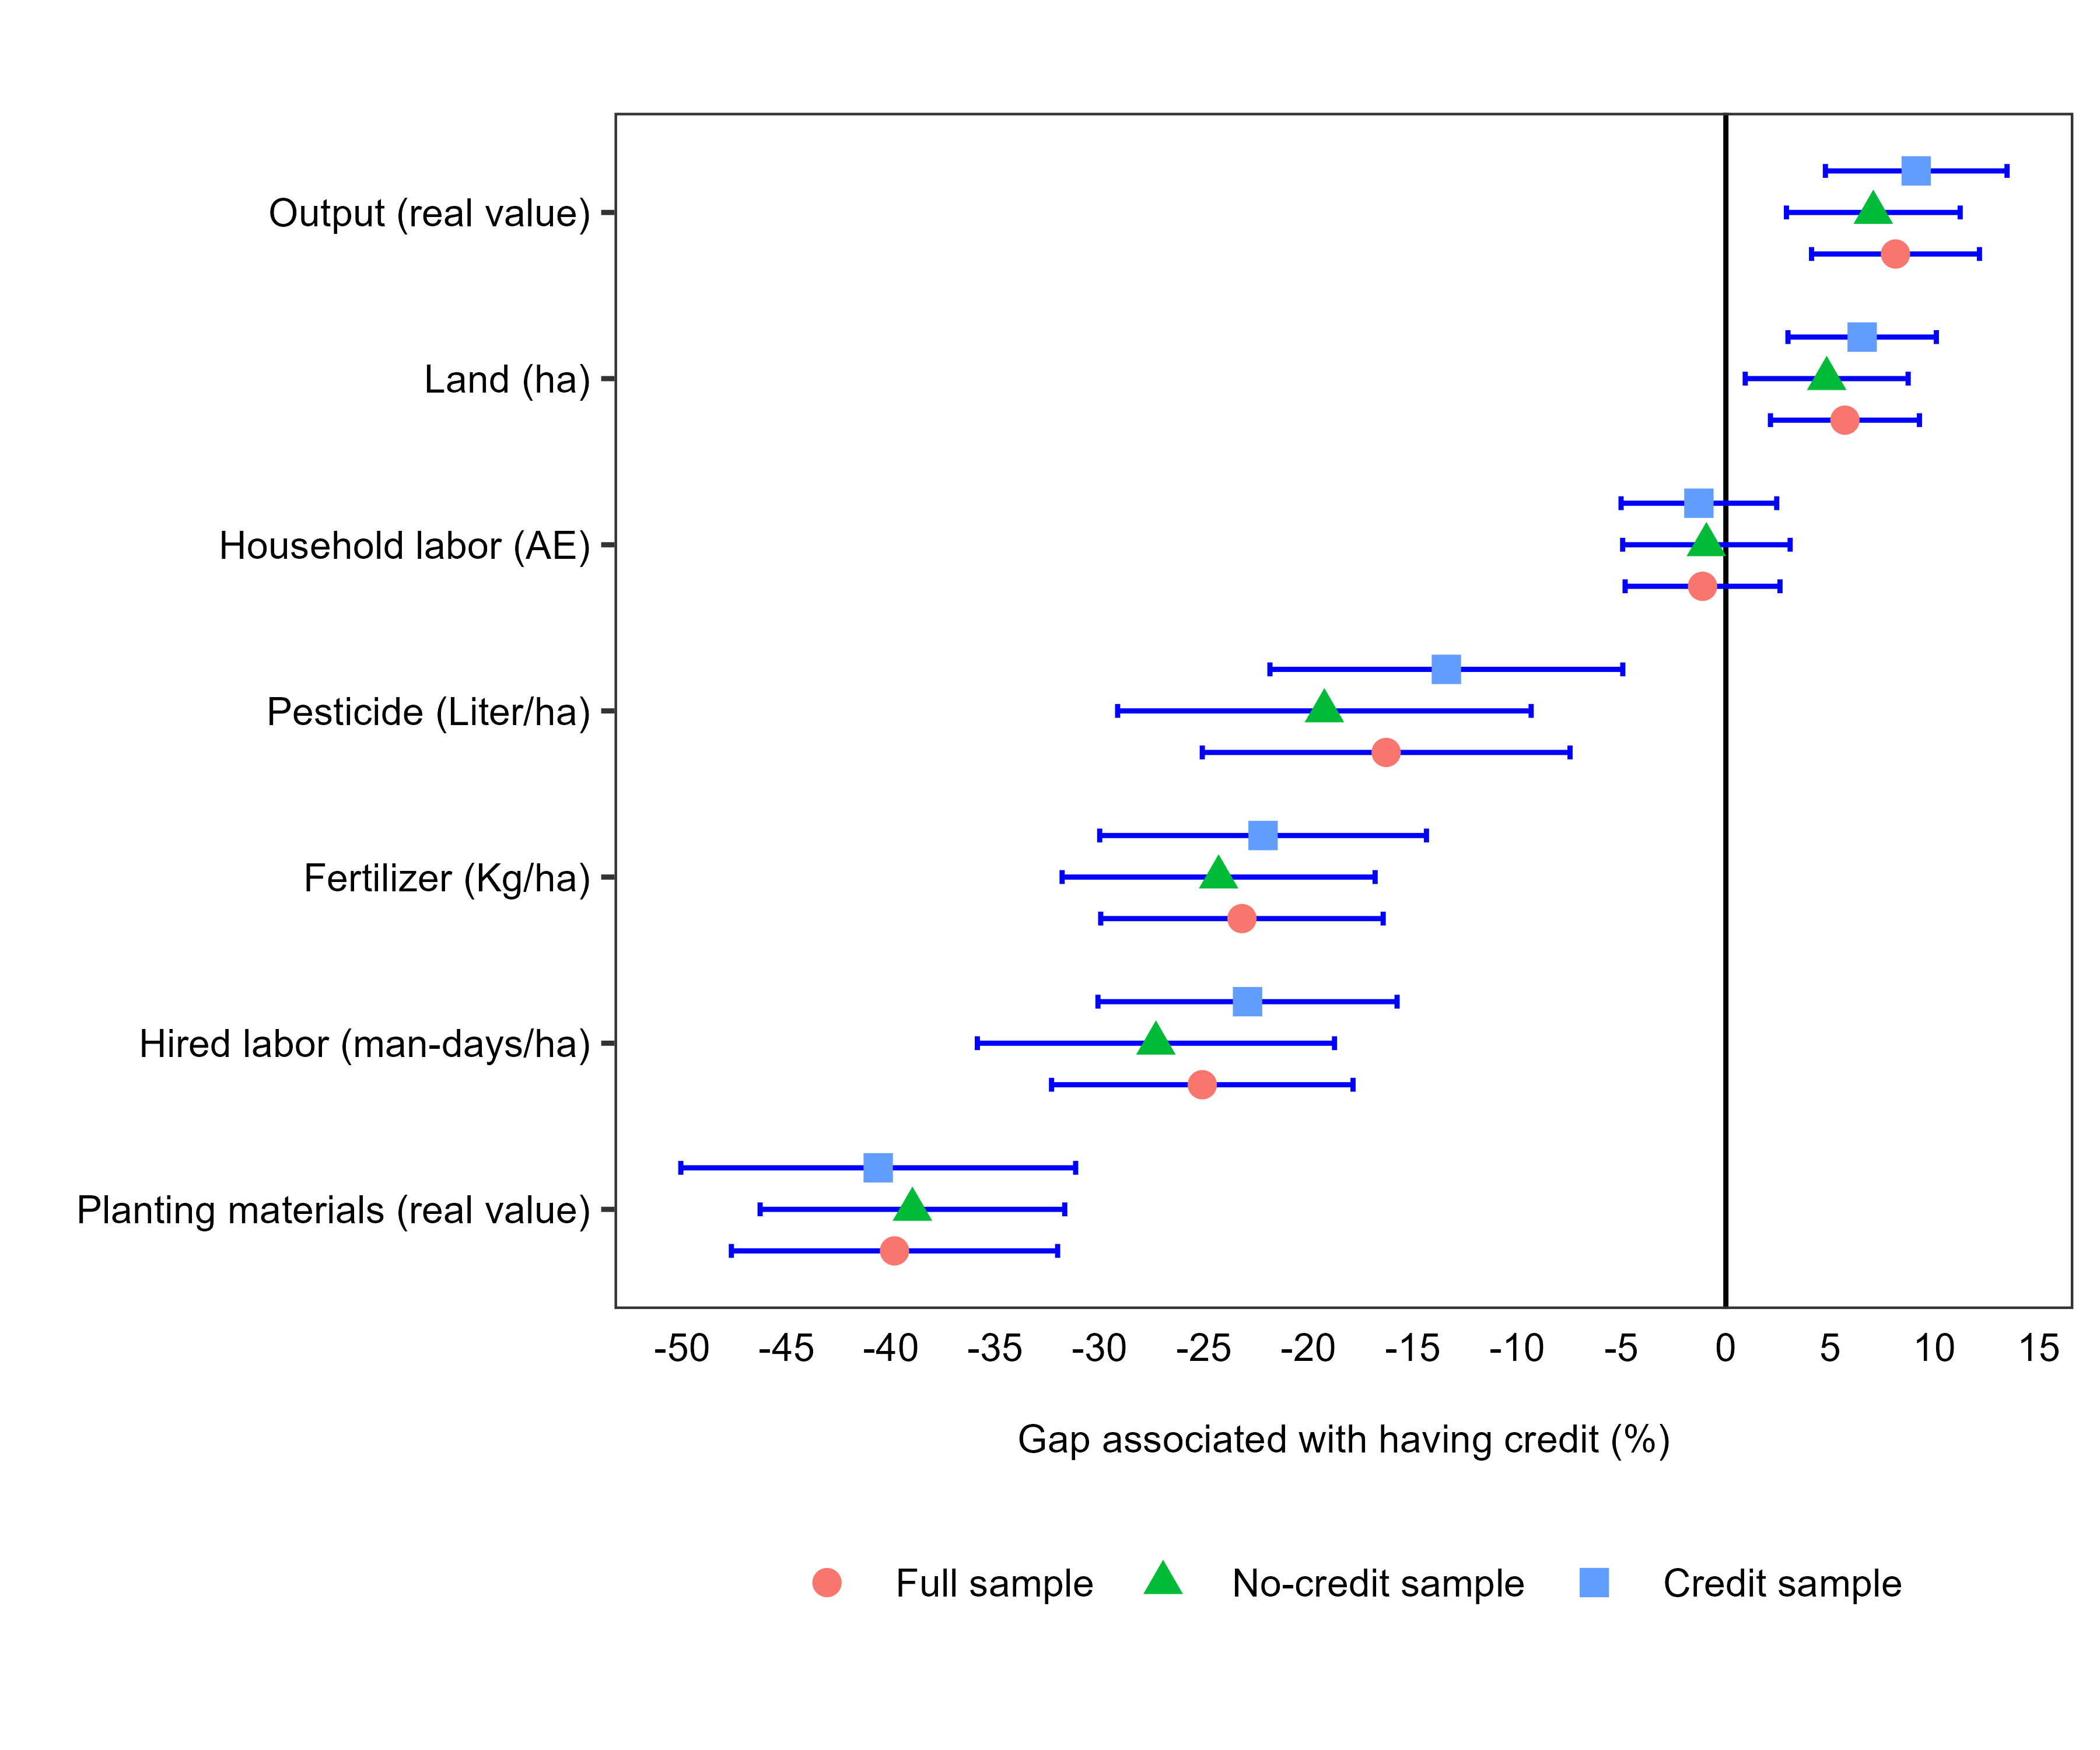 Output (real value)
Land (ha)
Household labor (AE)
Pesticide (Liter/ha)
Fertilizer (Kg/ha)
Hired labor (man-days/ha)
Planting materials (real value)
-50 -45 -40 -35 -30 -25 -20 -15 -10 -5 0 5 10 15
Gap associated with having credit (%)
Full sample No-credit sample Credit sample